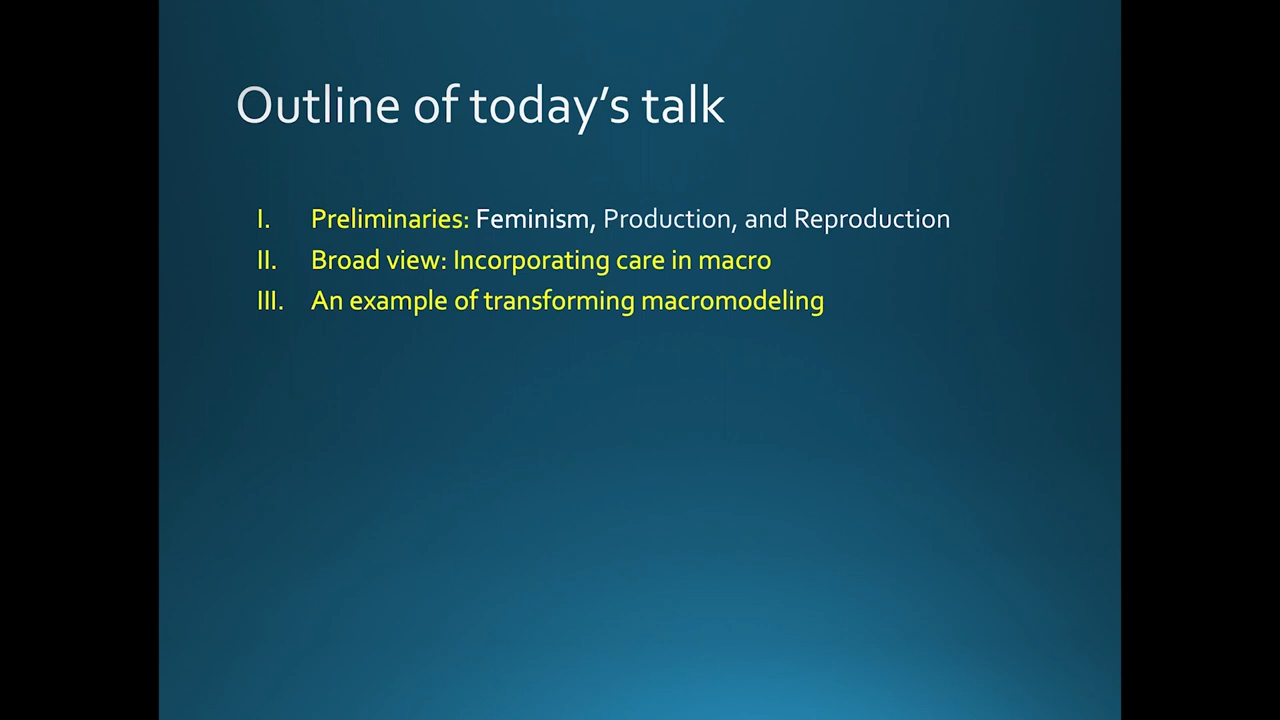 Outline of today's talk
I. Preliminaries: Feminism, Production, and Reproduction
II. Broad view: Incorporating care in macro
III. An example of transforming macromodeling